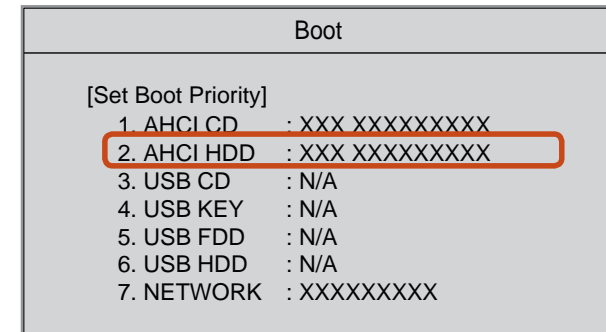 Boot
[Set Boot Priority]
1. AHCI CD : XXX XXXXXXXXX
2. AHCI HDD : XXX XXXXXXXXX
3. USB CD : N/A
4. USB KEY : N/A
5. USB FDD : N/A
6. USB HDD : N/A
7. NETWORK : XXXXXXXXX